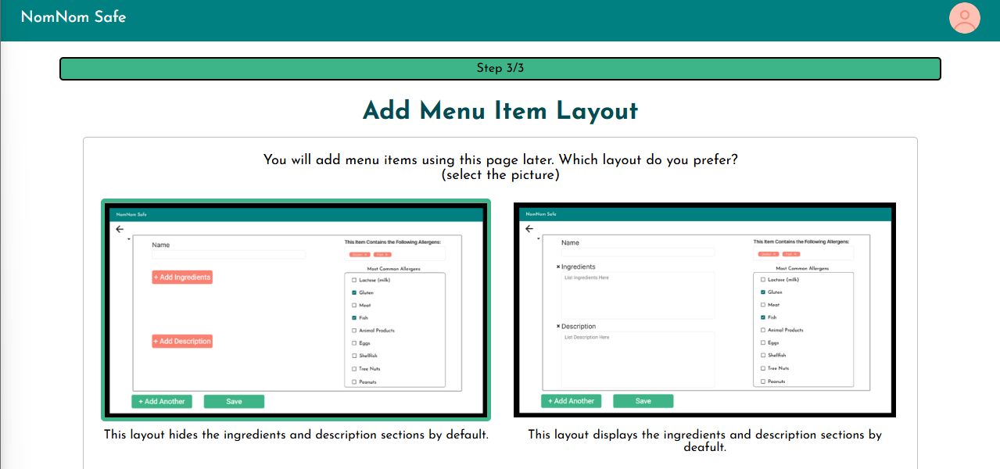 NomNom Safe
Step 3/3
Add Menu Item Layout
You will add menu items using this page later. Which layout do you prefer?
(select the picture)
NomNom Safe
Name
This Item Contains the Following Allergens:
Gluten ×
Fish ×
+ Add Ingredients
Most Common Allergens
Lactose (milk)
Gluten
Meat
Fish
Animal Products
+ Add Description
Eggs
Shellfish
Tree Nuts
Peanuts
+ Add Another
Save
This layout hides the ingredients and description sections by default.
NomNom Safe
Name
This Item Contains the Following Allergens:
Gluten ×
Fish ×
× Ingredients
List Ingredients Here
Most Common Allergens
Lactose (milk)
Gluten
Meat
Fish
× Description
List Description Here
Animal Products
Eggs
Shellfish
Tree Nuts
Peanuts
+ Add Another
Save
This layout displays the ingredients and description sections by
deafult.